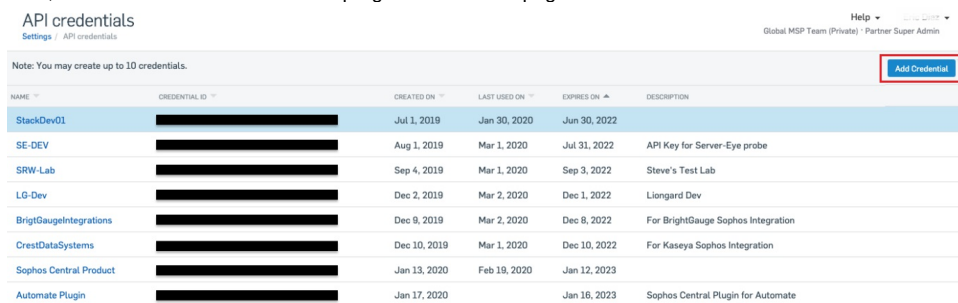 API credentials
Help
Settings / API credentials
Global MSP Team (Private) · Partner Super Admin
Note: You may create up to 10 credentials.
Add Credential
NAME CREDENTIAL ID CREATED ON LAST USED ON EXPIRES ON DESCRIPTION
StackDev01 Jul 1, 2019 Jan 30, 2020 Jun 30, 2022
SE-DEV Aug 1, 2019 Mar 1, 2020 Jul 31, 2022 API Key for Server-Eye probe
SRW-Lab Sep 4, 2019 Mar 1, 2020 Sep 3, 2022 Steve's Test Lab
LG-Dev Dec 2, 2019 Mar 2, 2020 Dec 1, 2022 Liongard Dev
BrigtGaugeIntegrations Dec 9, 2019 Mar 2, 2020 Dec 8, 2022 For BrightGauge Sophos Integration
CrestDataSystems Dec 10, 2019 Mar 1, 2020 Dec 10, 2022 For Kaseya Sophos Integration
Sophos Central Product Jan 13, 2020 Feb 19, 2020 Jan 12, 2023
Automate Plugin Jan 17, 2020 Jan 16, 2023 Sophos Central Plugin for Automate